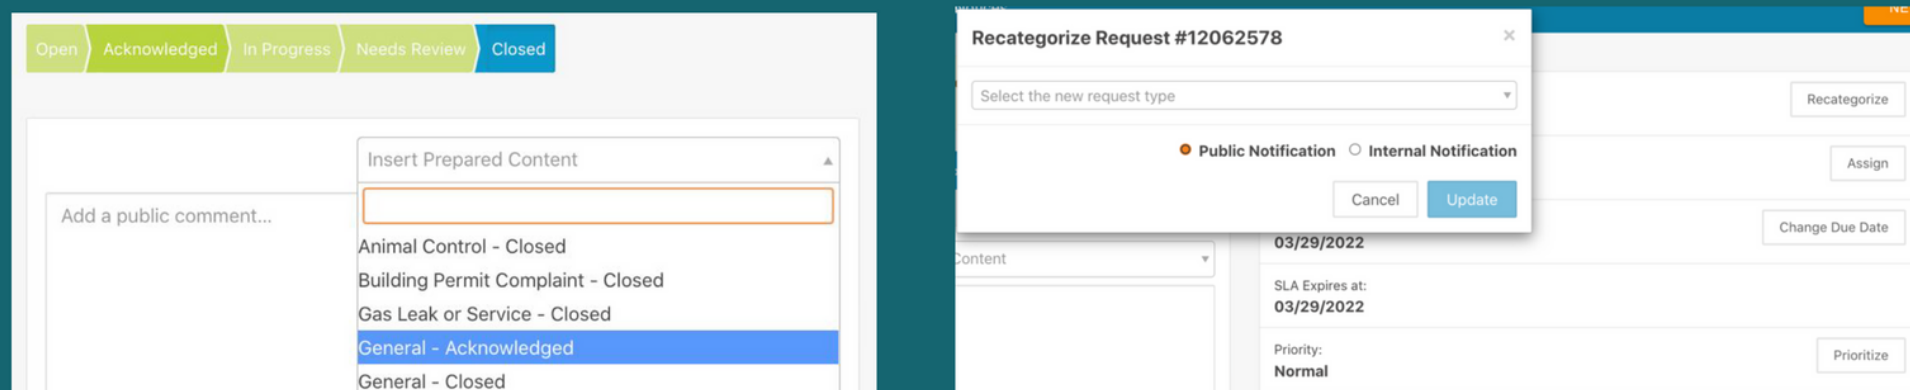 Open
Acknowledged
In Progress
Needs Review
Closed
Insert Prepared Content
Add a public comment...
Animal Control - Closed
Building Permit Complaint - Closed
Gas Leak or Service - Closed
General - Acknowledged
General - Closed
NE
Recategorize Request #12062578
×
Select the new request type
Public Notification
Internal Notification
Cancel
Update
Recategorize
Assign
Change Due Date
03/29/2022
Content
SLA Expires at:
03/29/2022
Priority:
Normal
Prioritize